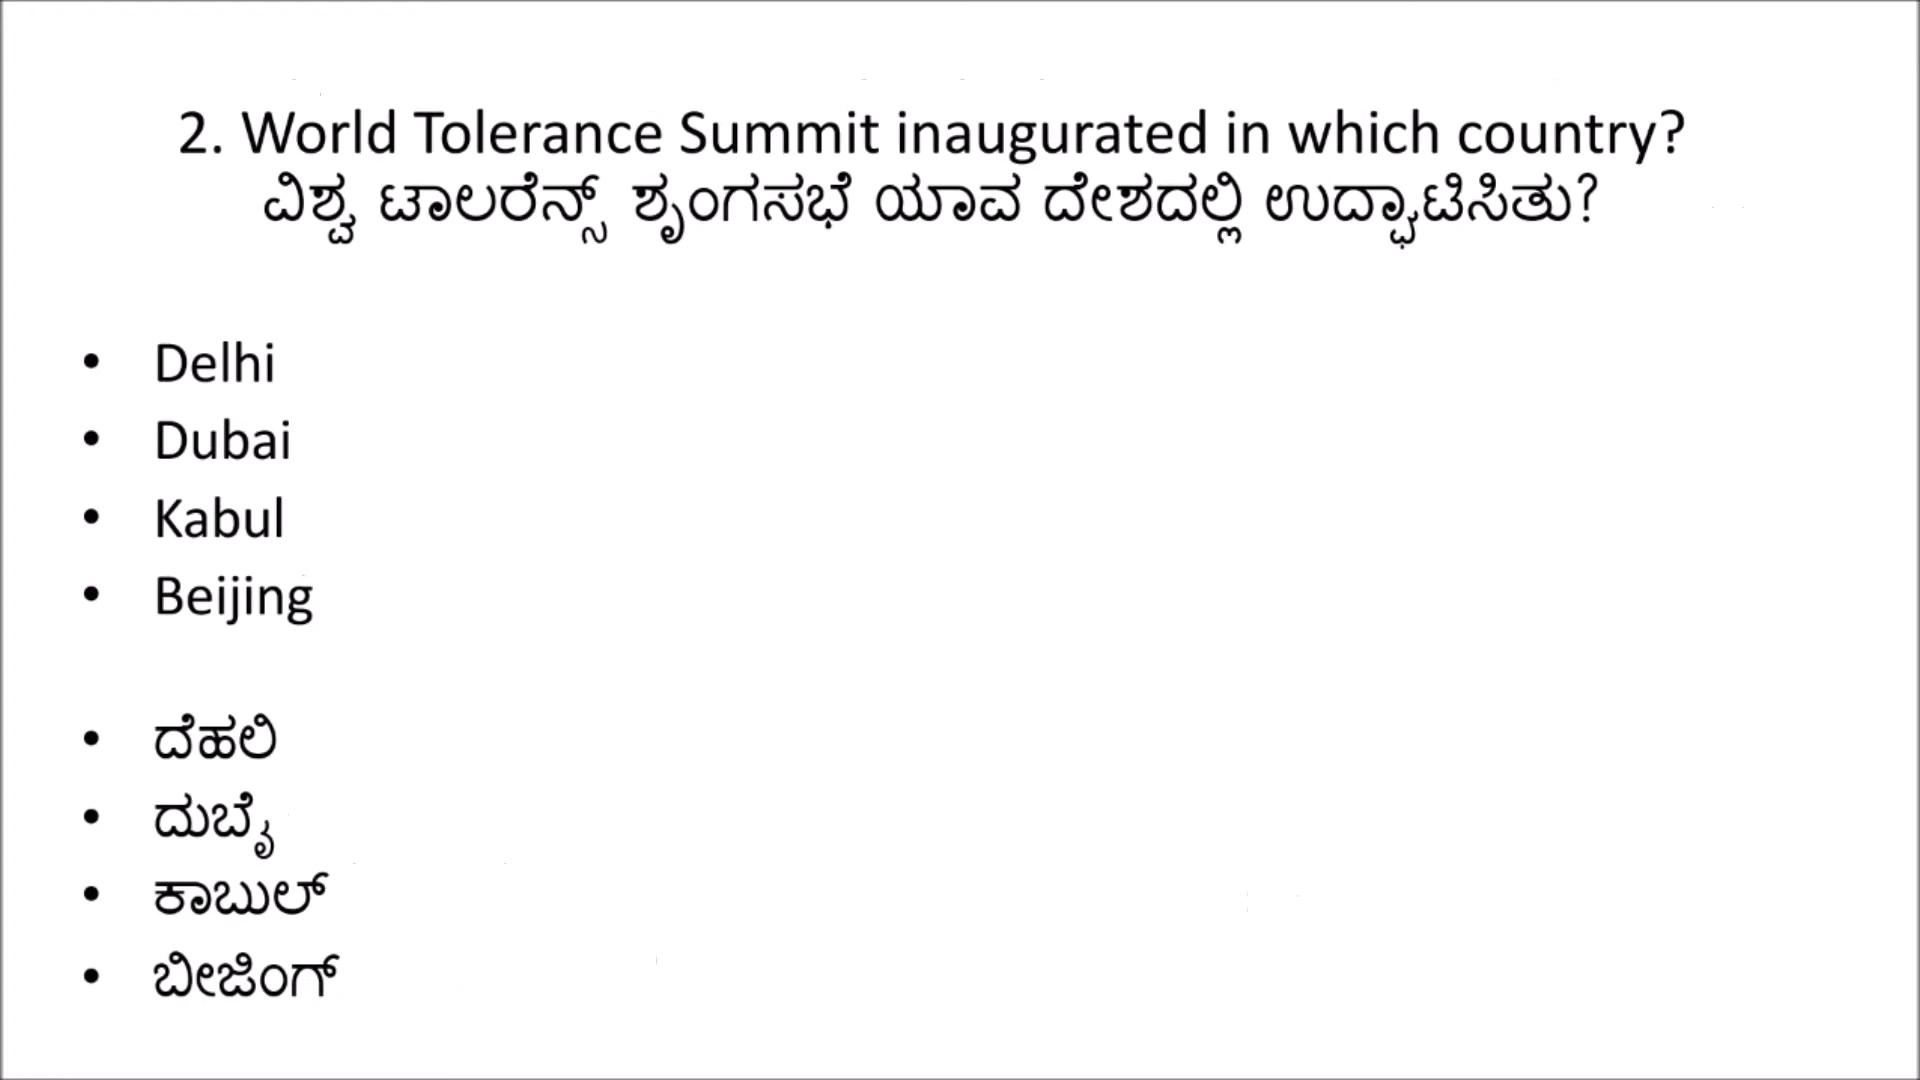 2. World Tolerance Summit inaugurated in which country?
ವಿಶ್ವ ಟಾಲರೆನ್ಸ್ ಶೃಂಗಸಭೆ ಯಾವ ದೇಶದಲ್ಲಿ ಉದ್ಘಾಟಿಸಿತು?
• Delhi
• Dubai
• Kabul
• Beijing
• ದೆಹಲಿ
• ದುಬೈ
• ಕಾಬುಲ್
• ಬೀಜಿಂಗ್